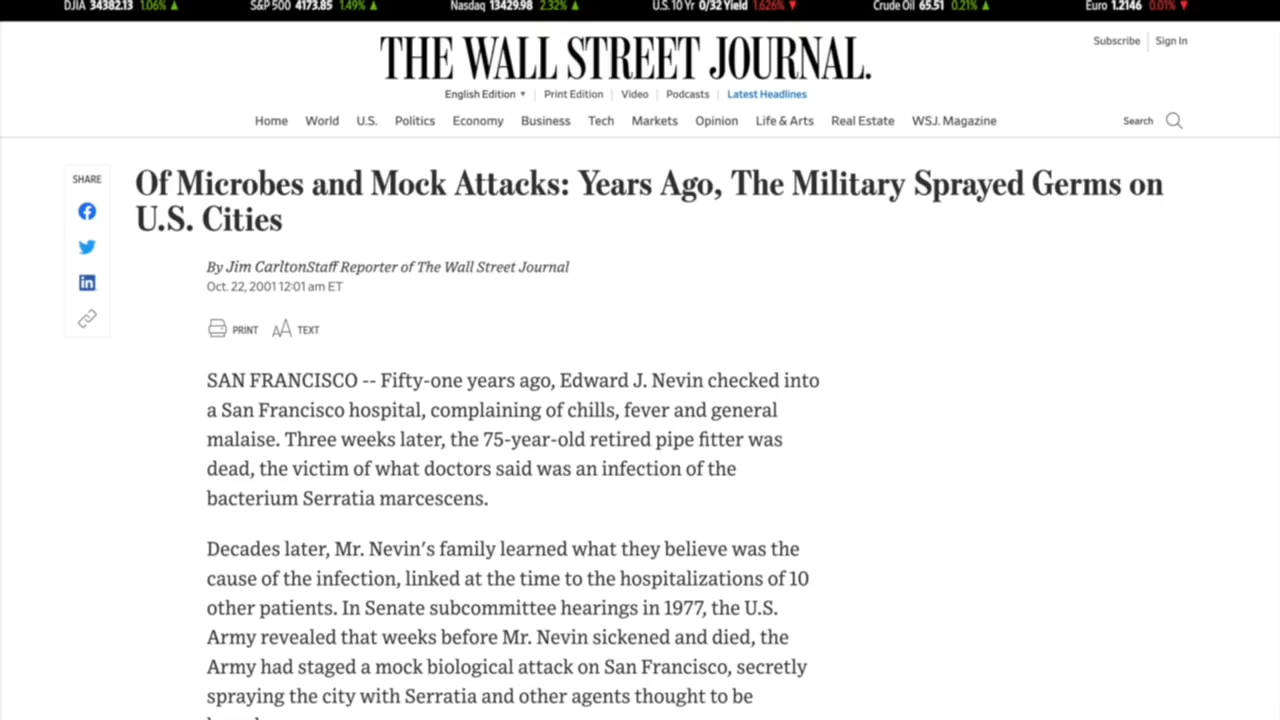 DJIA 34382.13 1.06% ▲ S&P 500 4173.85 1.49% ▲ Nasdaq 13429.98 2.32% ▲ U.S. 10 Yr 0/32 Yield 1.626% ▼ Crude Oil 65.51 0.21% ▲ Euro 1.2146 0.01% ▼
Subscribe Sign In
THE WALL STREET JOURNAL.
English Edition ▼ Print Edition Video Podcasts Latest Headlines
Home World U.S. Politics Economy Business Tech Markets Opinion Life & Arts Real Estate WSJ. Magazine Search
SHARE
Of Microbes and Mock Attacks: Years Ago, The Military Sprayed Germs on
U.S. Cities
By Jim CarltonStaff Reporter of The Wall Street Journal
Oct. 22, 2001 12:01 am ET
PRINT AA TEXT
SAN FRANCISCO -- Fifty-one years ago, Edward J. Nevin checked into
a San Francisco hospital, complaining of chills, fever and general
malaise. Three weeks later, the 75-year-old retired pipe fitter was
dead, the victim of what doctors said was an infection of the
bacterium Serratia marcescens.
Decades later, Mr. Nevin's family learned what they believe was the
cause of the infection, linked at the time to the hospitalizations of 10
other patients. In Senate subcommittee hearings in 1977, the U.S.
Army revealed that weeks before Mr. Nevin sickened and died, the
Army had staged a mock biological attack on San Francisco, secretly
spraying the city with Serratia and other agents thought to be